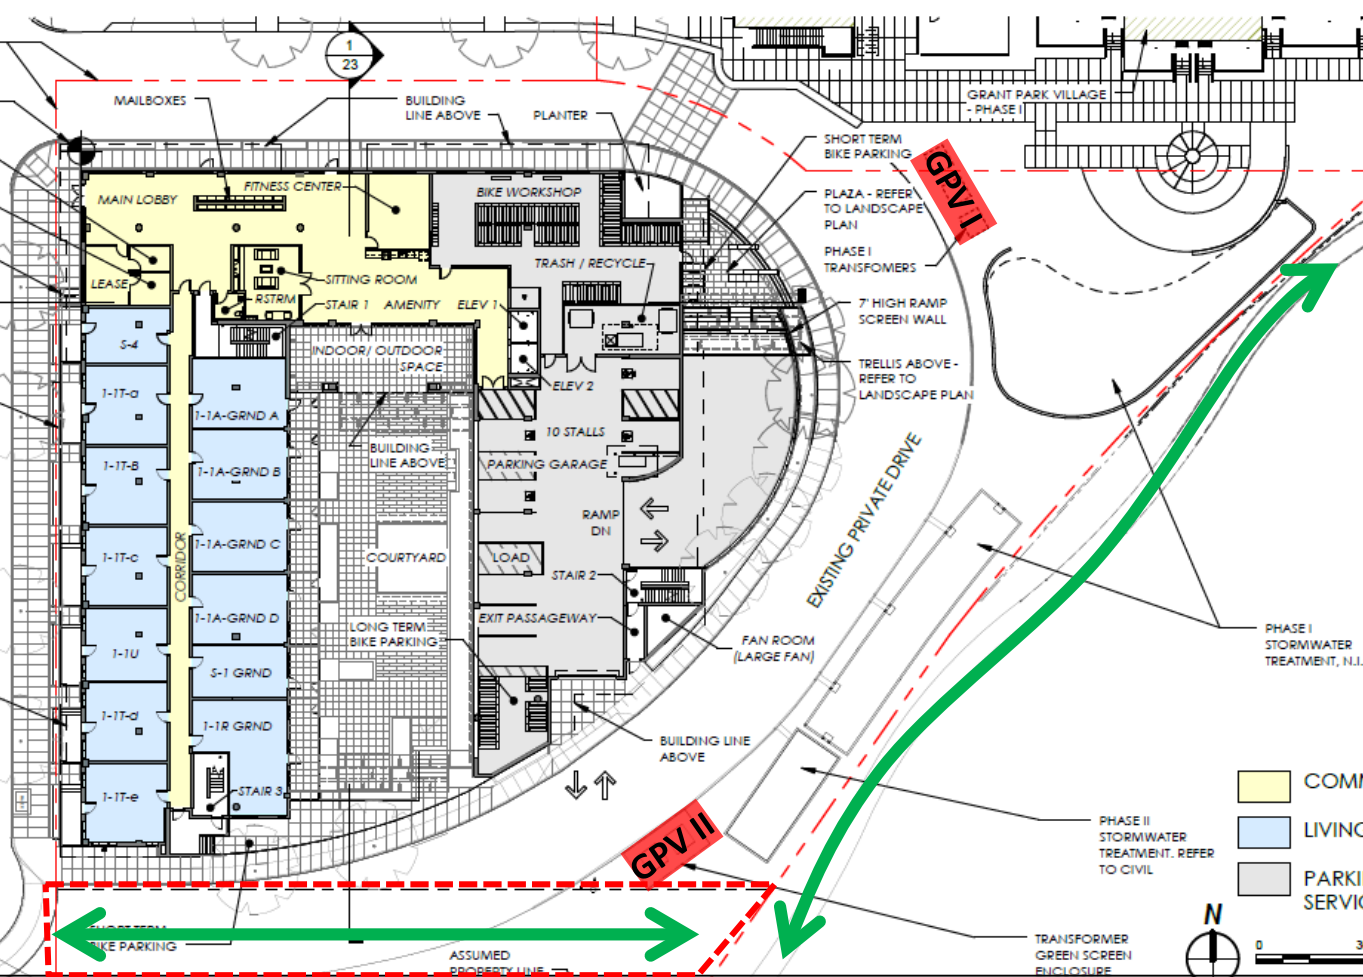 1
23
MAILBOXES
BUILDING
LINE ABOVE
PLANTER
GRANT PARK VILLAGE
- PHASE I
SHORT TERM
BIKE PARKING
GPV I
PLAZA - REFER
TO LANDSCAPE
PLAN
PHASE I
TRANSFOMERS
7' HIGH RAMP
SCREEN WALL
TRELLIS ABOVE -
REFER TO
LANDSCAPE PLAN
MAIN LOBBY
FITNESS CENTER
BIKE WORKSHOP
TRASH / RECYCLE
SITTING ROOM
LEASE
RSTRM
STAIR 1
AMENITY
ELEV 1
S-4
INDOOR/ OUTDOOR
SPACE
ELEV 2
1-1T-a
1-1A-GRND A
10 STALLS
BUILDING
LINE ABOVE
PARKING GARAGE
1-1T-B
1-1A-GRND B
RAMP
DN
EXISTING PRIVATE DRIVE
1-1T-c
1-1A-GRND C
CORRIDOR
COURTYARD
LOAD
STAIR 2
1-1A-GRND D
LONG TERM
BIKE PARKING
EXIT PASSAGEWAY
FAN ROOM
(LARGE FAN)
1-1U
S-1 GRND
PHASE I
STORMWATER
TREATMENT, N.I.
1-1T-d
1-1R GRND
BUILDING LINE
ABOVE
1-1T-e
STAIR 3
GPV II
PHASE II
STORMWATER
TREATMENT. REFER
TO CIVIL
COMM
LIVING
PARKI
SERVIC
SHORT TERM
BIKE PARKING
ASSUMED
PROPERTY LINE
TRANSFORMER
GREEN SCREEN
ENCLOSURE
N
0
3